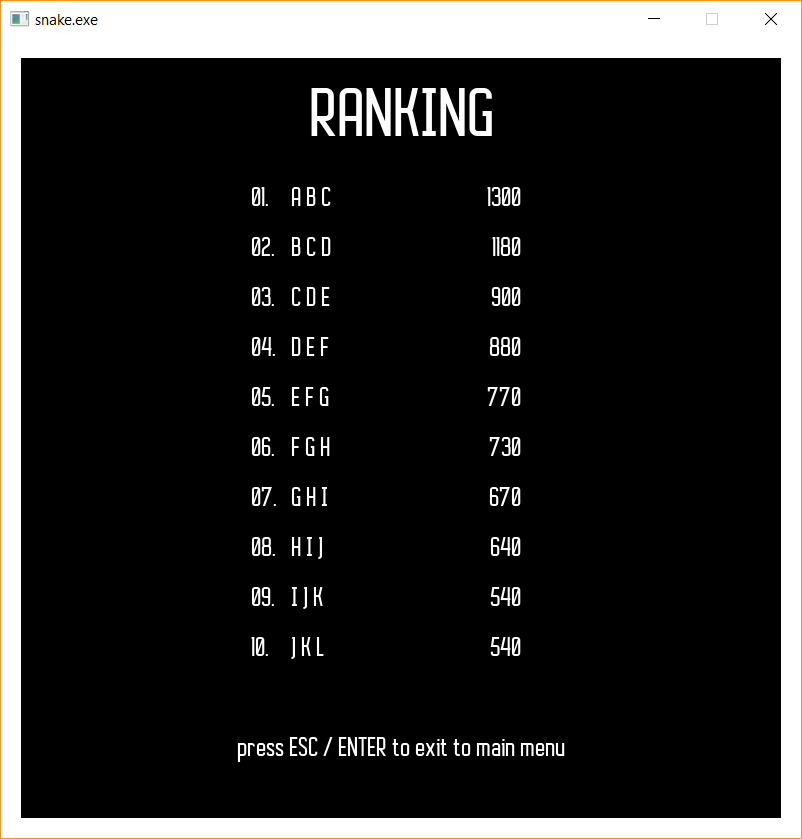 snake.exe
RANKING
01. A B C 1300
02. B C D 1180
03. C D E 900
04. D E F 880
05. E F G 770
06. F G H 730
07. G H I 670
08. H I J 640
09. I J K 540
10. J K L 540
press ESC / ENTER to exit to main menu